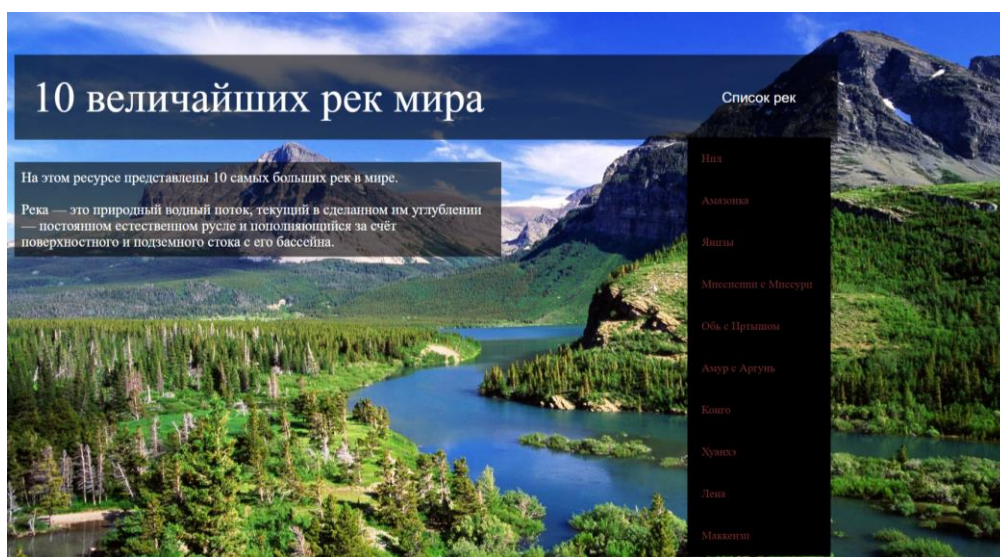 10 величайших рек мира
Список рек
На этом ресурсе представлены 10 самых больших рек в мире.
Река — это природный водный поток, текущий в сделанном им углублении
— постоянном естественном русле и пополняющийся за счёт
поверхностного и подземного стока с его бассейна.
Нил
Амазонка
Янцзы
Миссисипи с Миссури
Обь с Иртышом
Амур с Аргунь
Конго
Хуанхэ
Лена
Маккензи